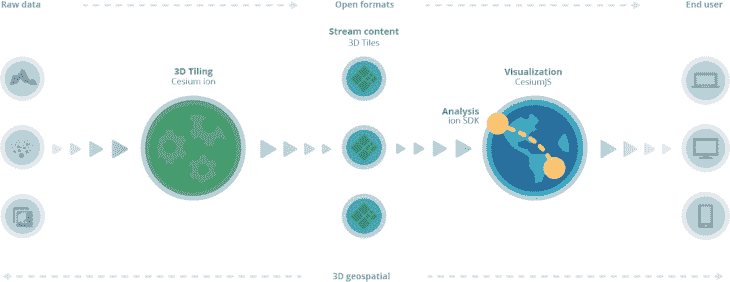 Raw data
Open formats
End user
Stream content
3D Tiles
3D Tiling
Cesium ion
Visualization
CesiumJS
Analysis
ion SDK
3D geospatial